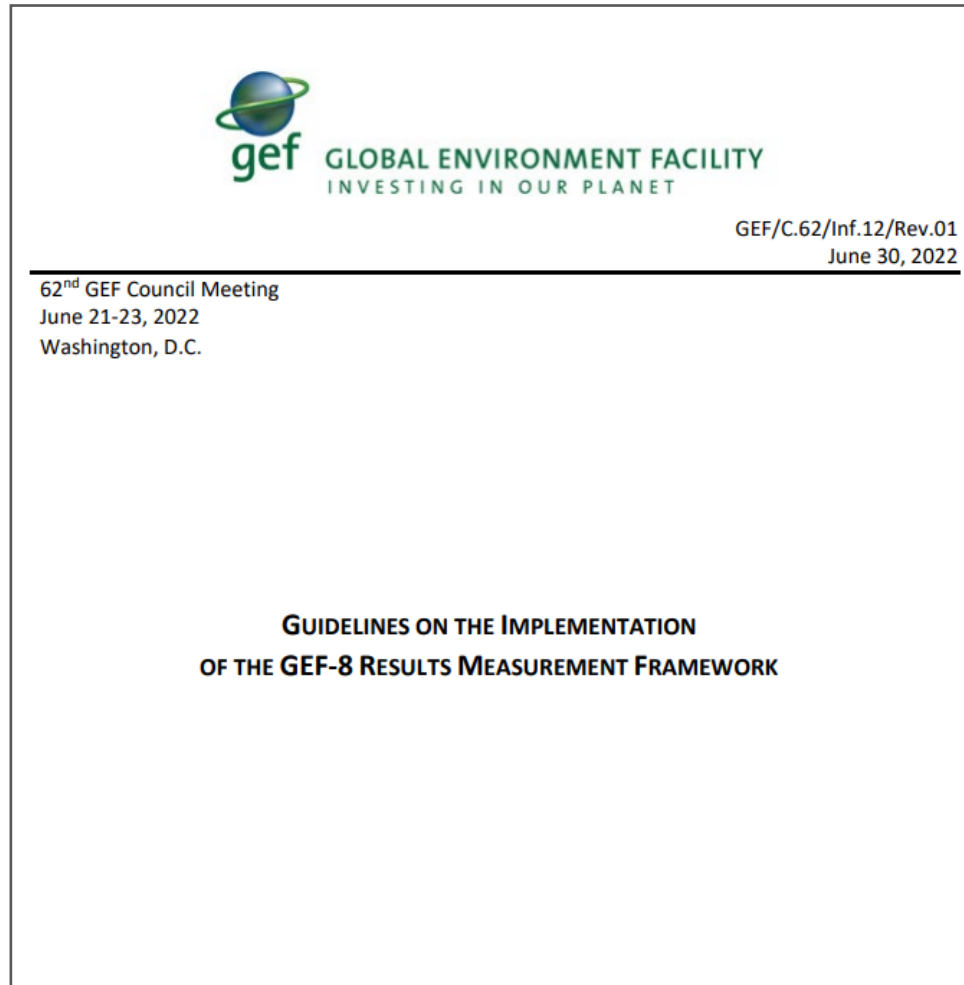 gef
GLOBAL ENVIRONMENT FACILITY
INVESTING IN OUR PLANET
GEF/C.62/Inf.12/Rev.01
June 30, 2022
62nd GEF Council Meeting
June 21-23, 2022
Washington, D.C.
GUIDELINES ON THE IMPLEMENTATION
OF THE GEF-8 RESULTS MEASUREMENT FRAMEWORK